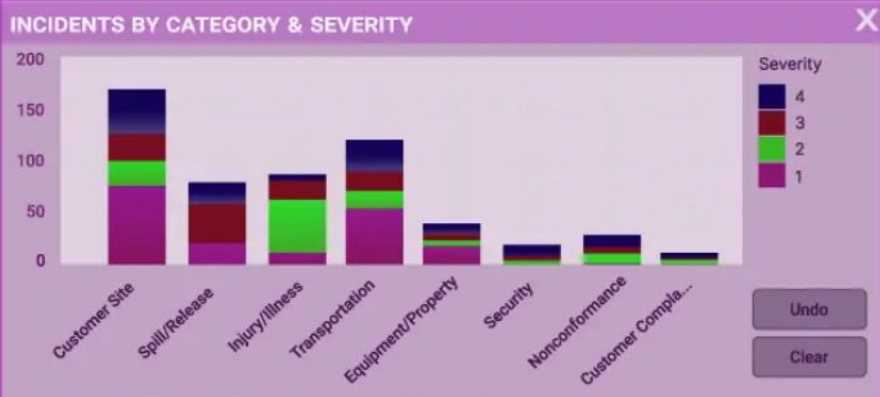 INCIDENTS BY CATEGORY & SEVERITY
X
200
150
100
50
0
Customer Site
Spill/Release
Injury/Illness
Transportation
Equipment/Property
Security
Nonconformance
Customer Compla...
Severity
4
3
2
1
Undo
Clear